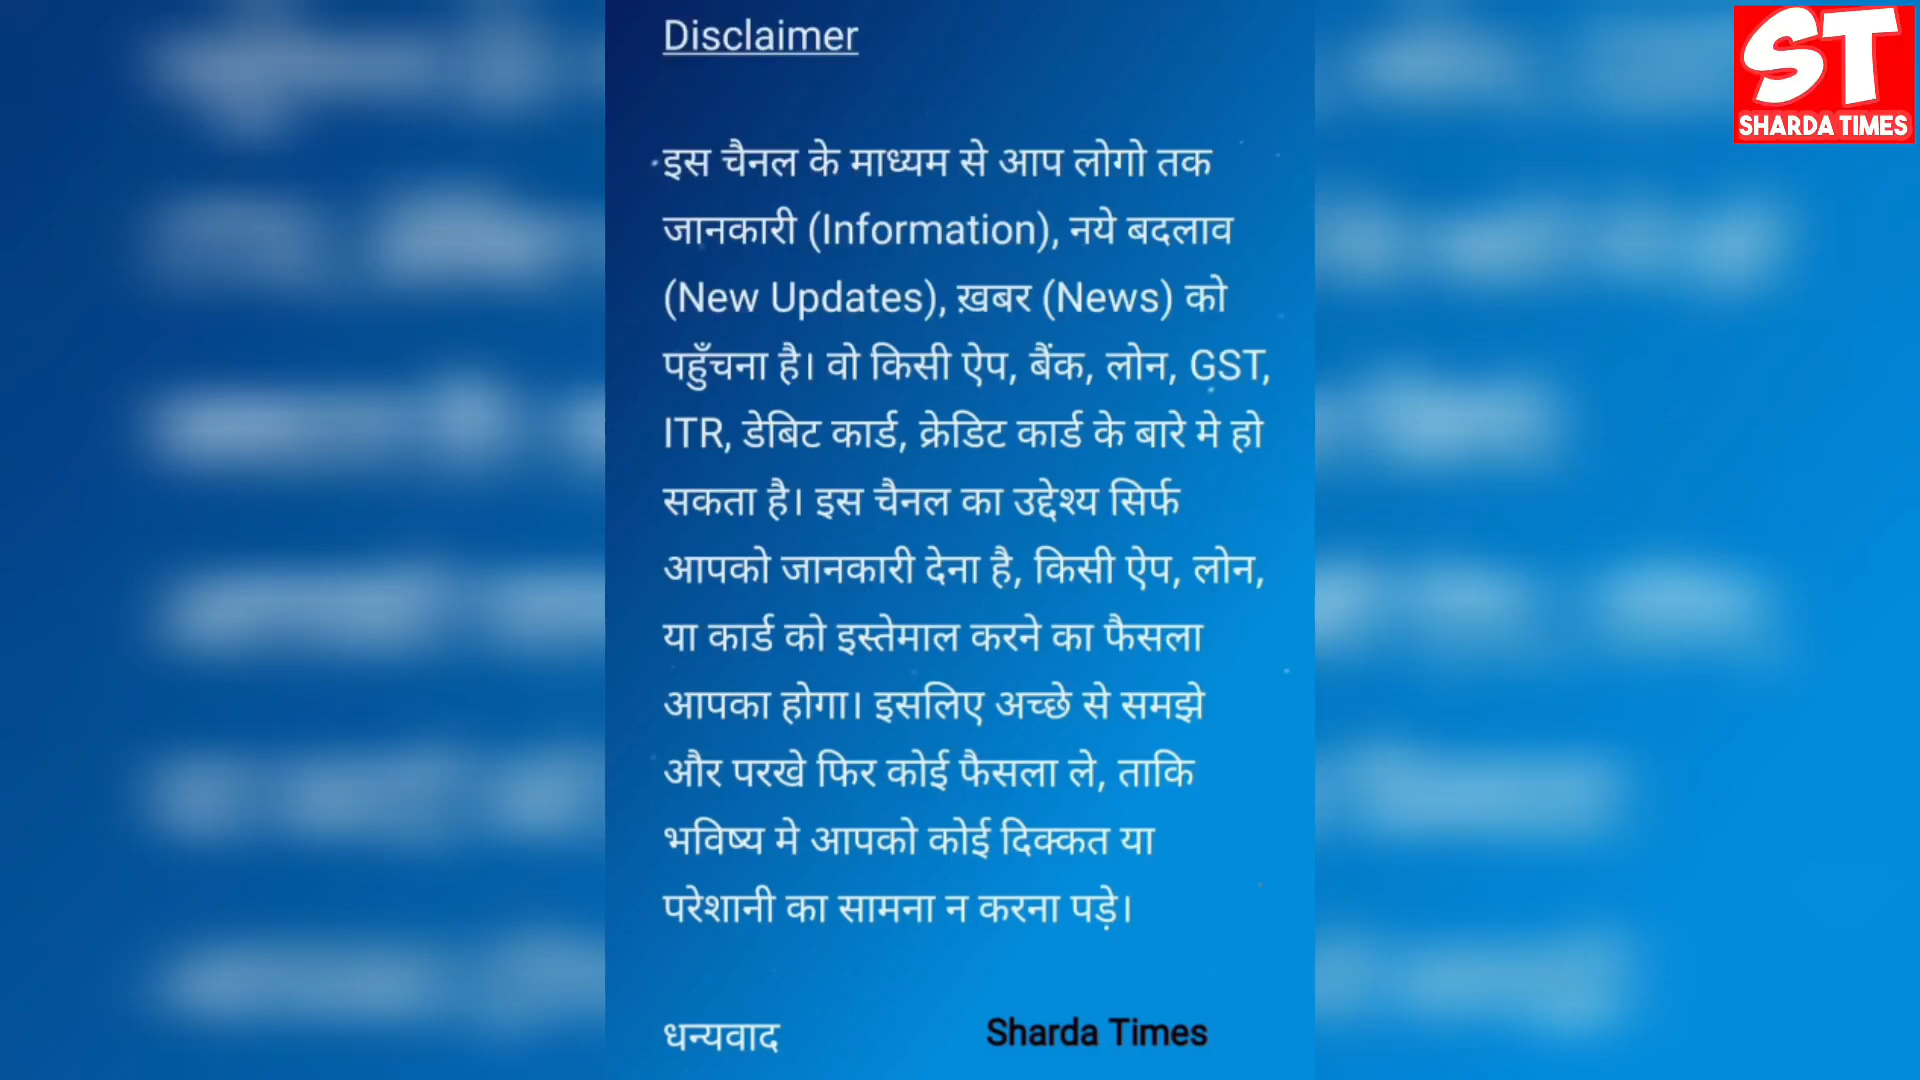 Disclaimer
इस चैनल के माध्यम से आप लोगो तक
जानकारी (Information), नये बदलाव
(New Updates), ख़बर (News) को
पहुँचना है। वो किसी ऐप, बैंक, लोन, GST,
ITR, डेबिट कार्ड, क्रेडिट कार्ड के बारे मे हो
सकता है। इस चैनल का उद्देश्य सिर्फ
आपको जानकारी देना है, किसी ऐप, लोन,
या कार्ड को इस्तेमाल करने का फैसला
आपका होगा। इसलिए अच्छे से समझे
और परखे फिर कोई फैसला ले, ताकि
भविष्य मे आपको कोई दिक्कत या
परेशानी का सामना न करना पड़े।
धन्यवाद
Sharda Times
ST
SHARDA TIMES